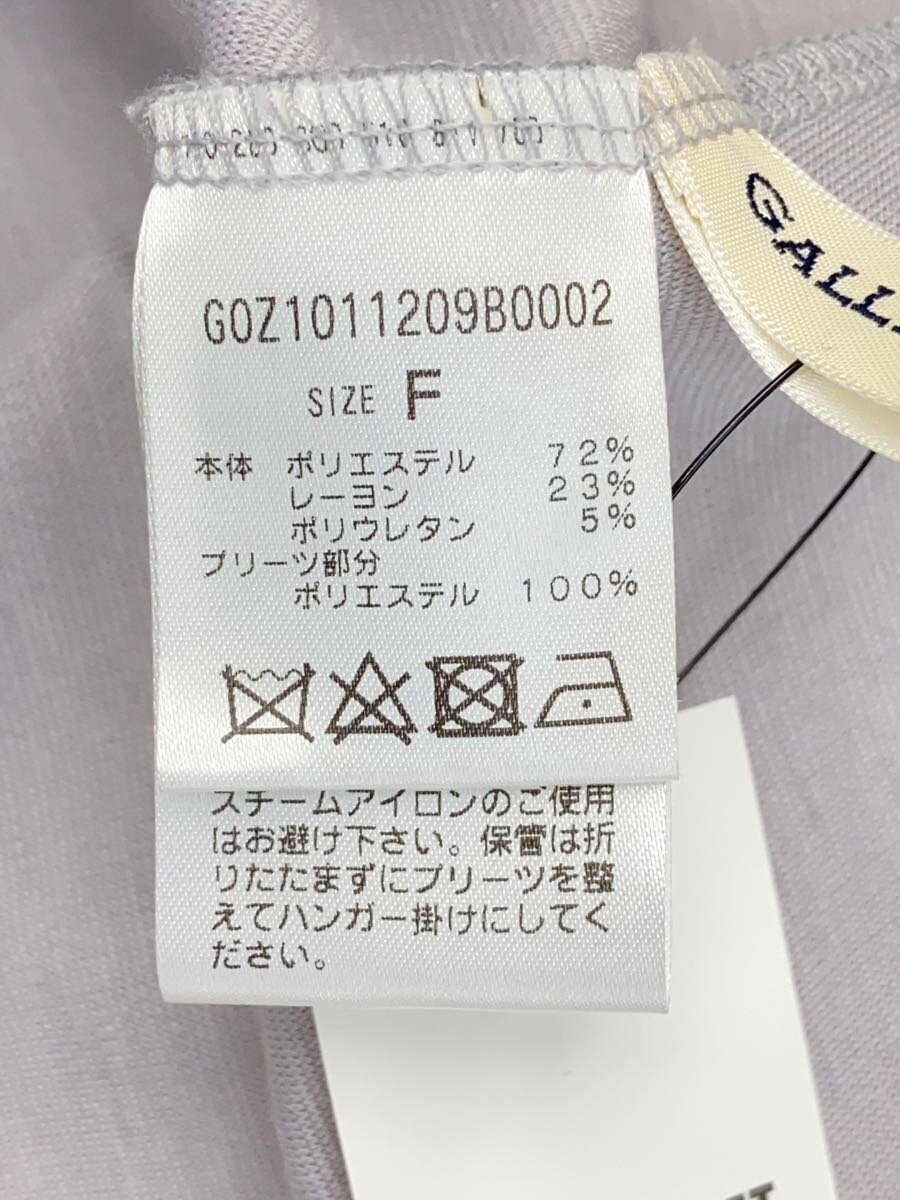 G0Z1011209B0002
SIZE F
本体 ポリエステル 72%
レーヨン 23%
ポリウレタン 5%
プリーツ部分
ポリエステル 100%
スチームアイロンのご使用
はお避け下さい。保管は折
りたたまずにプリーツを整
えてハンガー掛けにしてく
ださい。